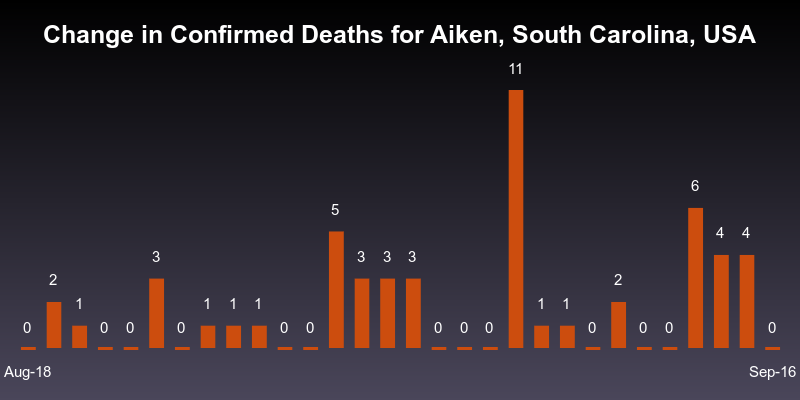 Change in Confirmed Deaths for Aiken, South Carolina, USA
0 2 1 0 0 3 0 1 1 1 0 0 5 3 3 3 0 0 0 11 1 1 0 2 0 0 6 4 4 0
Aug-18 Sep-16